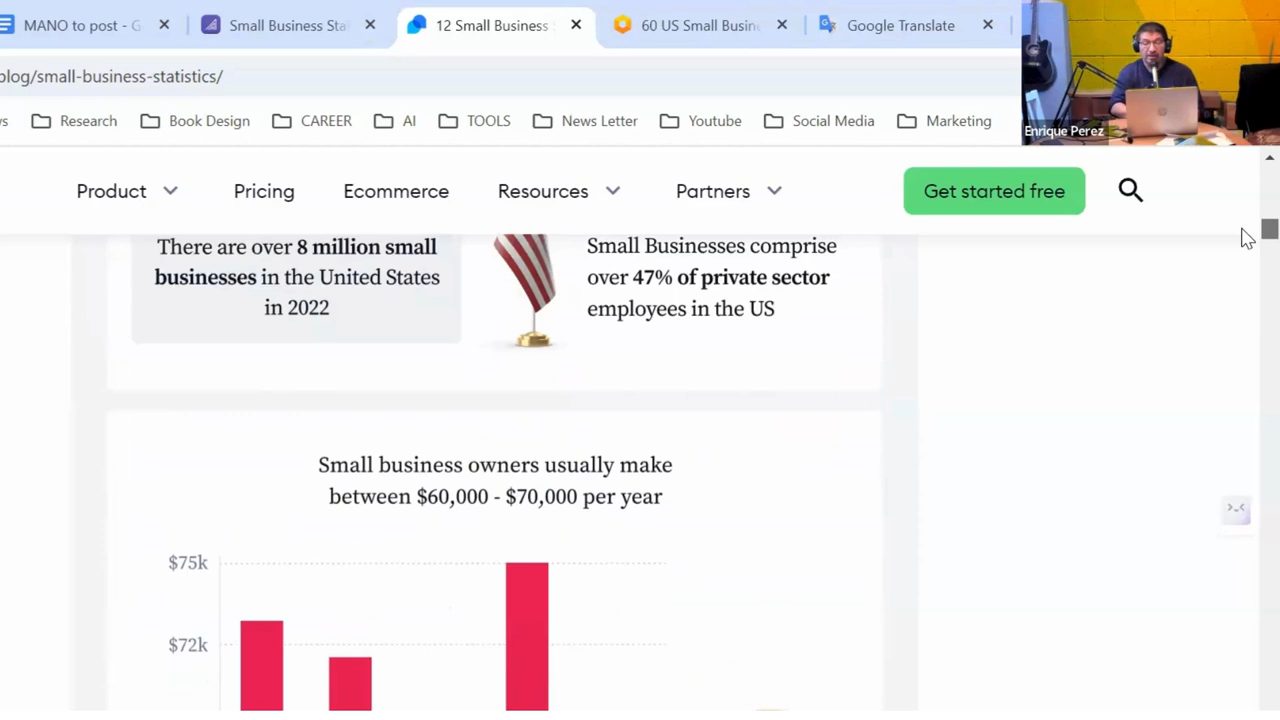 MANO to post - G
Small Business Sta
12 Small Business
60 US Small Busin
Google Translate
blog/small-business-statistics/
Research
Book Design
CAREER
AI
TOOLS
News Letter
Youtube
Social Media
Marketing
Enrique Perez
Product
Pricing
Ecommerce
Resources
Partners
Get started free
There are over 8 million small
businesses in the United States
in 2022
Small Businesses comprise
over 47% of private sector
employees in the US
Small business owners usually make
between $60,000 - $70,000 per year
$75k
$72k